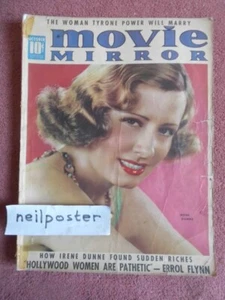 THE WOMAN TYRONE POWER WILL MARRY
10¢
movie
MIRROR
neilposter
HOW IRENE DUNNE FOUND SUDDEN RICHES
"HOLLYWOOD WOMEN ARE PATHETIC" — ERROL FLYNN